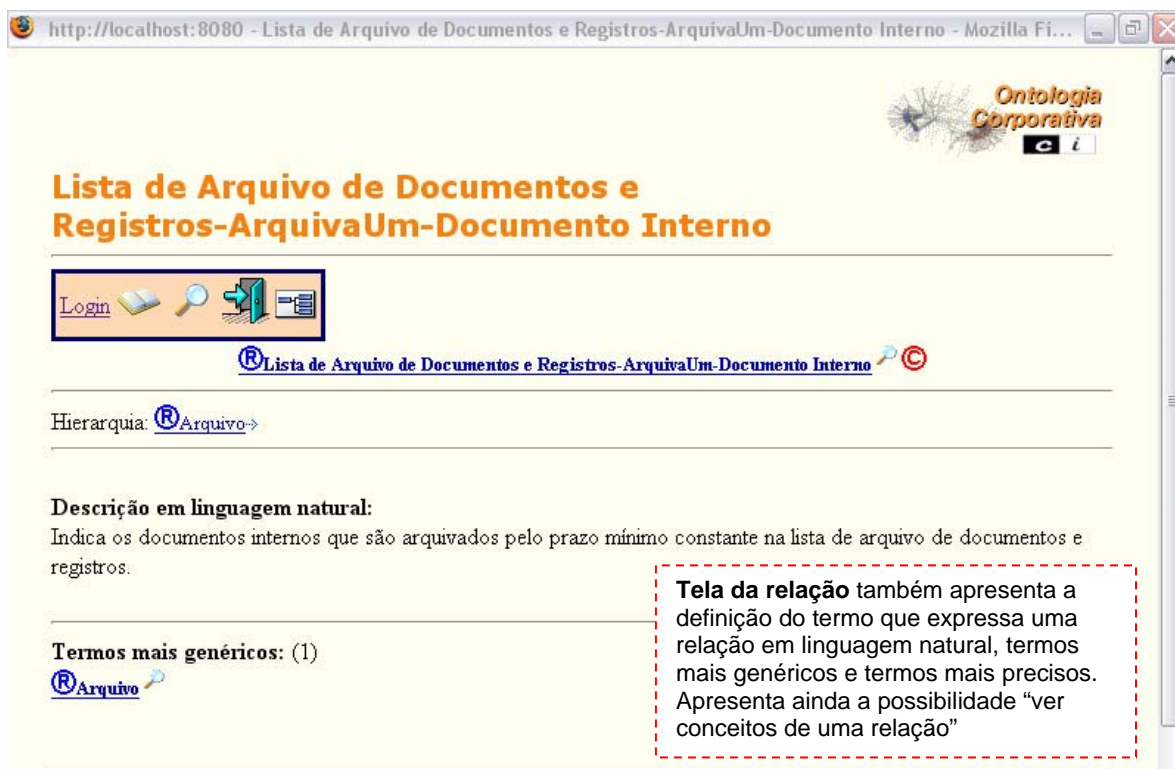 http://localhost:8080 - Lista de Arquivo de Documentos e Registros-ArquivaUm-Documento Interno - Mozilla Fi...
Ontologia
Corporativa
c i
Lista de Arquivo de Documentos e
Registros-ArquivaUm-Documento Interno
Login
®Lista de Arquivo de Documentos e Registros-ArquivaUm-Documento Interno ©
Hierarquia: ®Arquivo
Descrição em linguagem natural:
Indica os documentos internos que são arquivados pelo prazo mínimo constante na lista de arquivo de documentos e
registros.
Tela da relação também apresenta a
definição do termo que expressa uma
relação em linguagem natural, termos
mais genéricos e termos mais precisos.
Apresenta ainda a possibilidade “ver
conceitos de uma relação”
Termos mais genéricos: (1)
®Arquivo